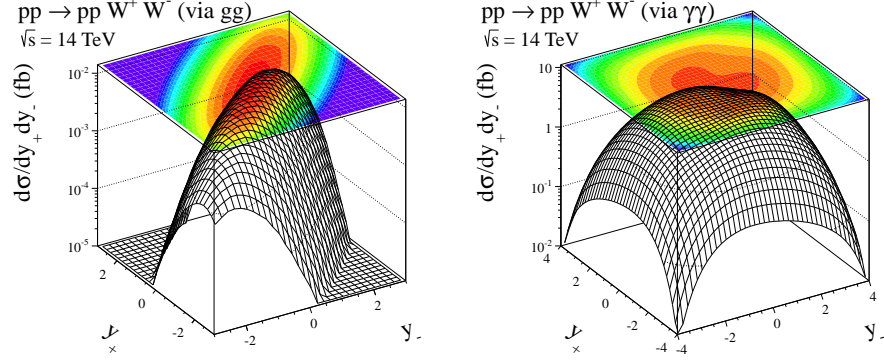 pp → pp W⁺ W⁻ (via gg)
√s = 14 TeV
dσ/dy₊ dy₋ (fb)
10⁻²
10⁻³
10⁻⁴
10⁻⁵
2
0
-2
y₊
-2
0
2
y₋
pp → pp W⁺ W⁻ (via γγ)
√s = 14 TeV
dσ/dy₊ dy₋ (fb)
10
1
10⁻¹
10⁻²
4
2
0
-2
-4
y₊
-4
-2
0
2
4
y₋